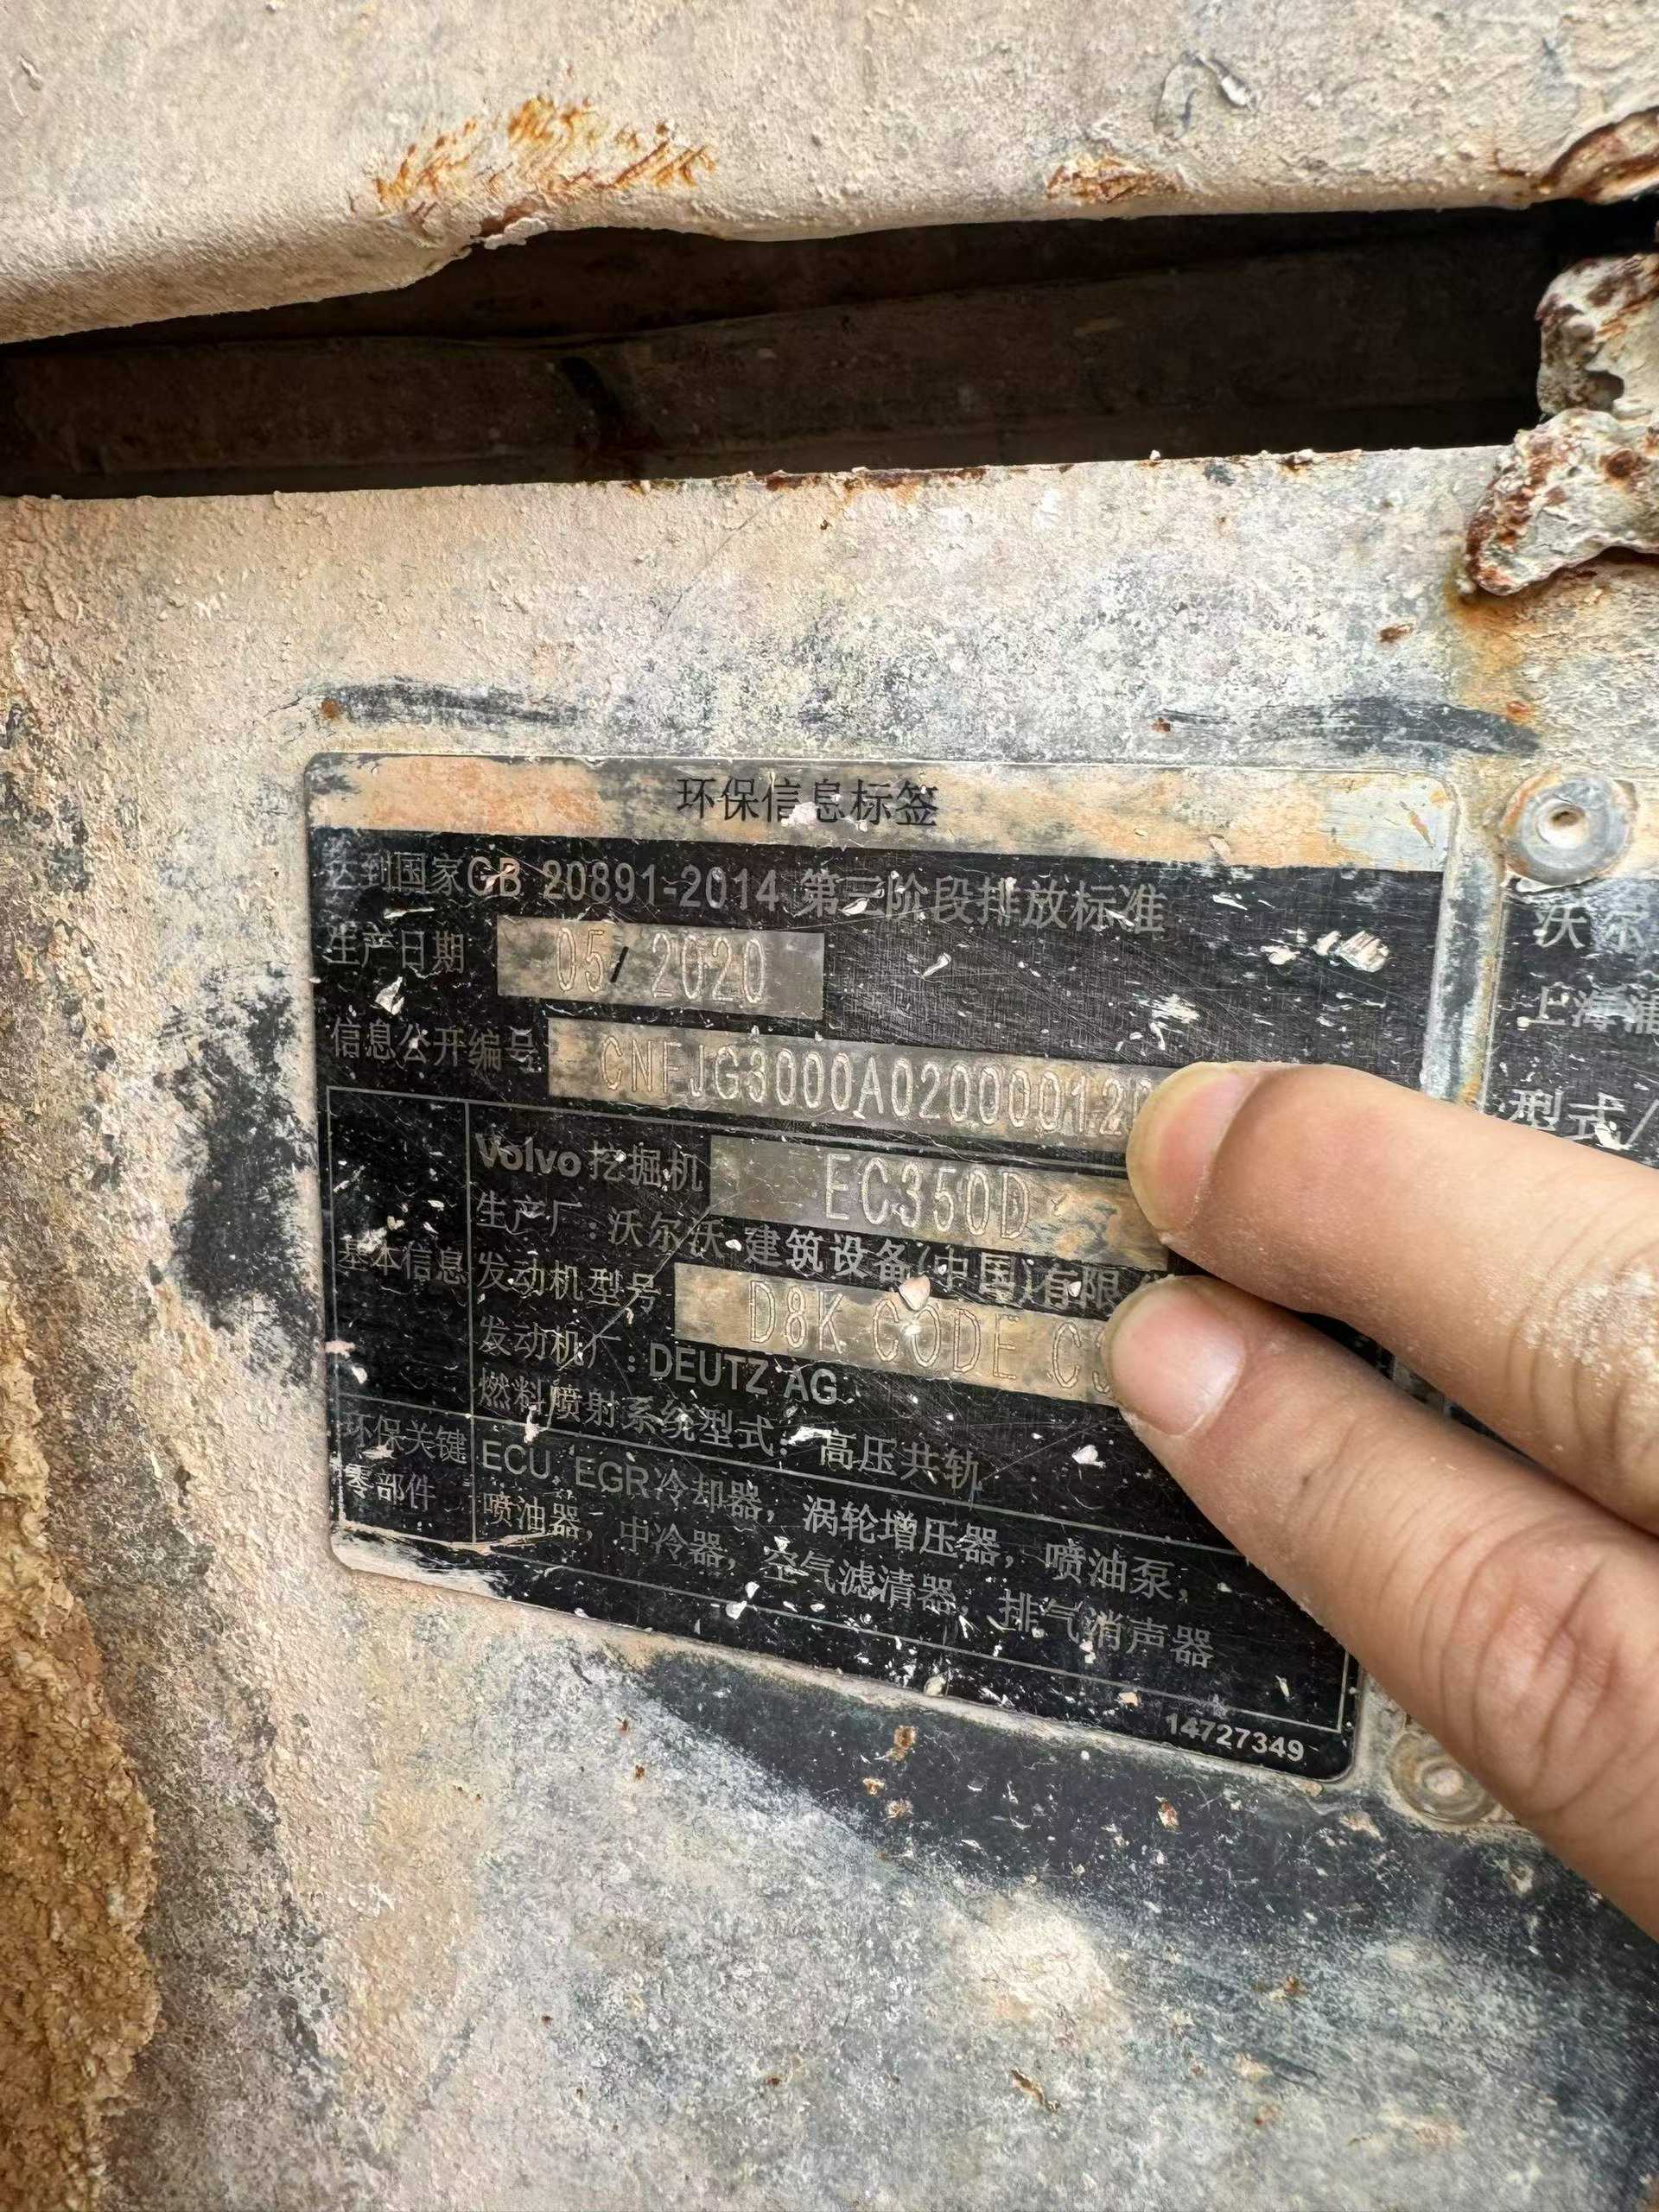 环保信息标签
达到国家GB 20891-2014 第三阶段排放标准
生产日期 05/ 2020
信息公开编号 CNFJG3000A02000012
Volvo 挖掘机 EC350D
生产厂：沃尔沃 建筑设备(中国)有限
基本信息
发动机型号 D8K CODE C
发动机厂：DEUTZ AG
燃料喷射系统型式：高压共轨
环保关键
零部件
ECU, EGR冷却器，涡轮增压器，喷油泵，
喷油器，中冷器，空气滤清器，排气消声器
14727349
沃尔
上海浦
型式/